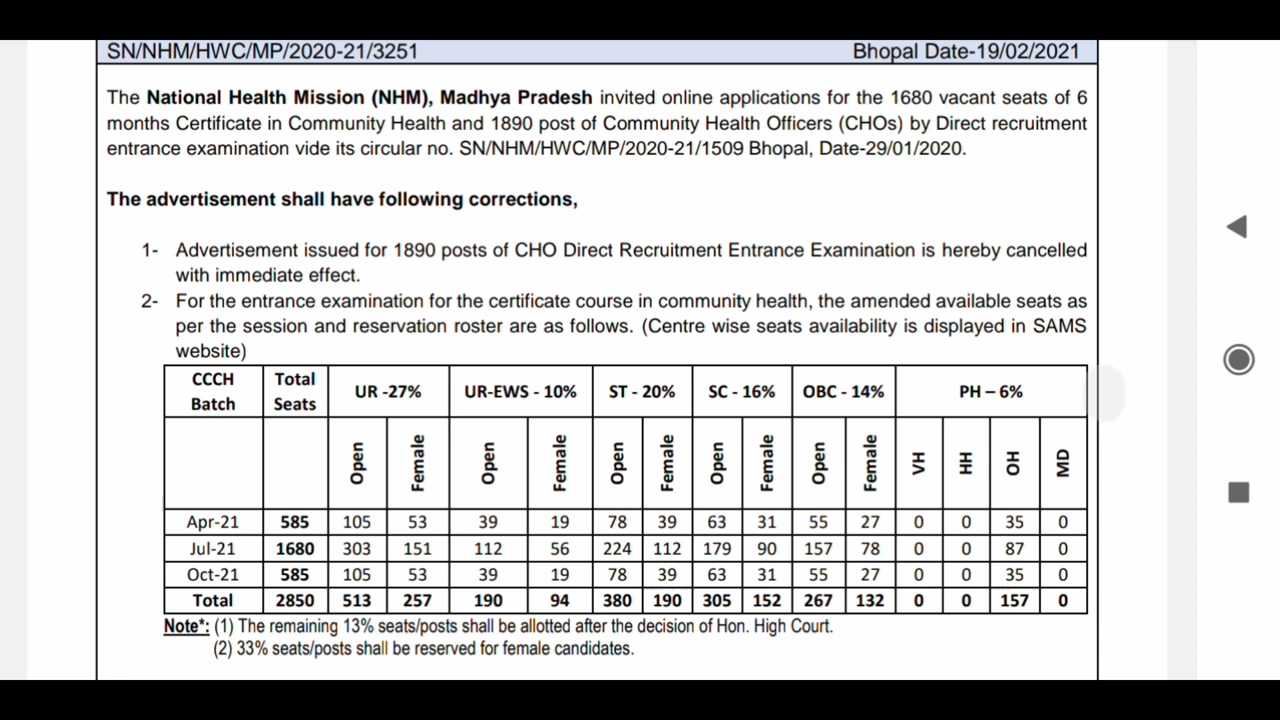 SN/NHM/HWC/MP/2020-21/3251 Bhopal Date-19/02/2021
The National Health Mission (NHM), Madhya Pradesh invited online applications for the 1680 vacant seats of 6
months Certificate in Community Health and 1890 post of Community Health Officers (CHOs) by Direct recruitment
entrance examination vide its circular no. SN/NHM/HWC/MP/2020-21/1509 Bhopal, Date-29/01/2020.
The advertisement shall have following corrections,
1- Advertisement issued for 1890 posts of CHO Direct Recruitment Entrance Examination is hereby cancelled
with immediate effect.
2- For the entrance examination for the certificate course in community health, the amended available seats as
per the session and reservation roster are as follows. (Centre wise seats availability is displayed in SAMS
website)
CCCH Batch Total Seats UR -27% UR-EWS - 10% ST - 20% SC - 16% OBC - 14% PH – 6%
Open Female Open Female Open Female Open Female Open Female VH HH OH MD
Apr-21 585 105 53 39 19 78 39 63 31 55 27 0 0 35 0
Jul-21 1680 303 151 112 56 224 112 179 90 157 78 0 0 87 0
Oct-21 585 105 53 39 19 78 39 63 31 55 27 0 0 35 0
Total 2850 513 257 190 94 380 190 305 152 267 132 0 0 157 0
Note*: (1) The remaining 13% seats/posts shall be allotted after the decision of Hon. High Court.
(2) 33% seats/posts shall be reserved for female candidates.